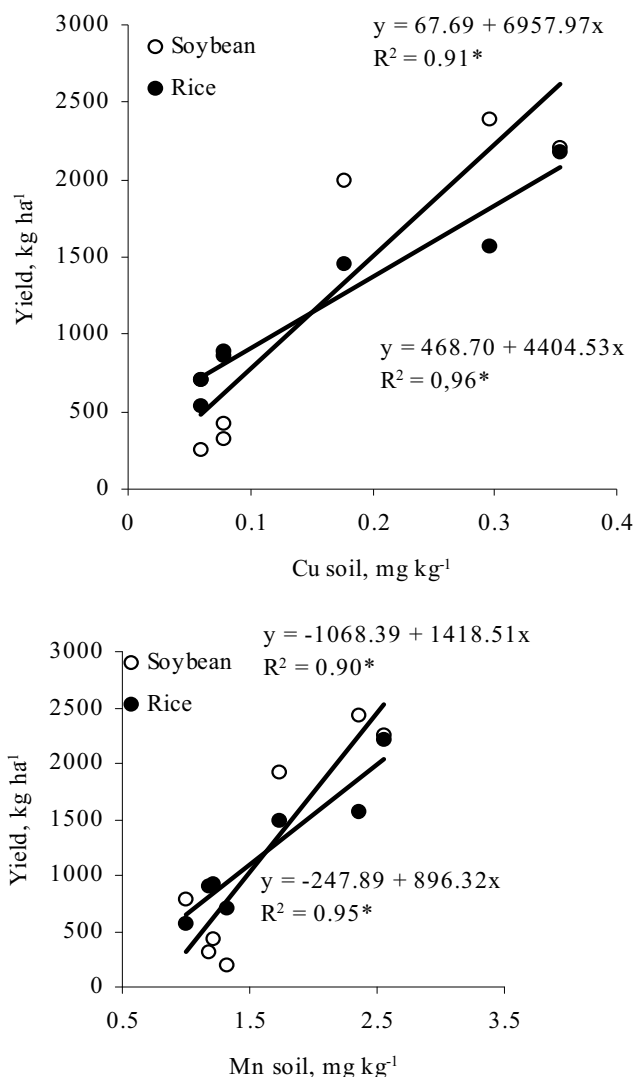 y = 67.69 + 6957.97x
R² = 0.91*
Soybean
Rice
3000
2500
2000
1500
1000
500
0
Yield, kg ha⁻¹
y = 468.70 + 4404.53x
R² = 0,96*
0 0.1 0.2 0.3 0.4
Cu soil, mg kg⁻¹
y = -1068.39 + 1418.51x
R² = 0.90*
Soybean
Rice
3000
2500
2000
1500
1000
500
0
Yield, kg ha¹
y = -247.89 + 896.32x
R² = 0.95*
0.5 1.5 2.5 3.5
Mn soil, mg kg⁻¹